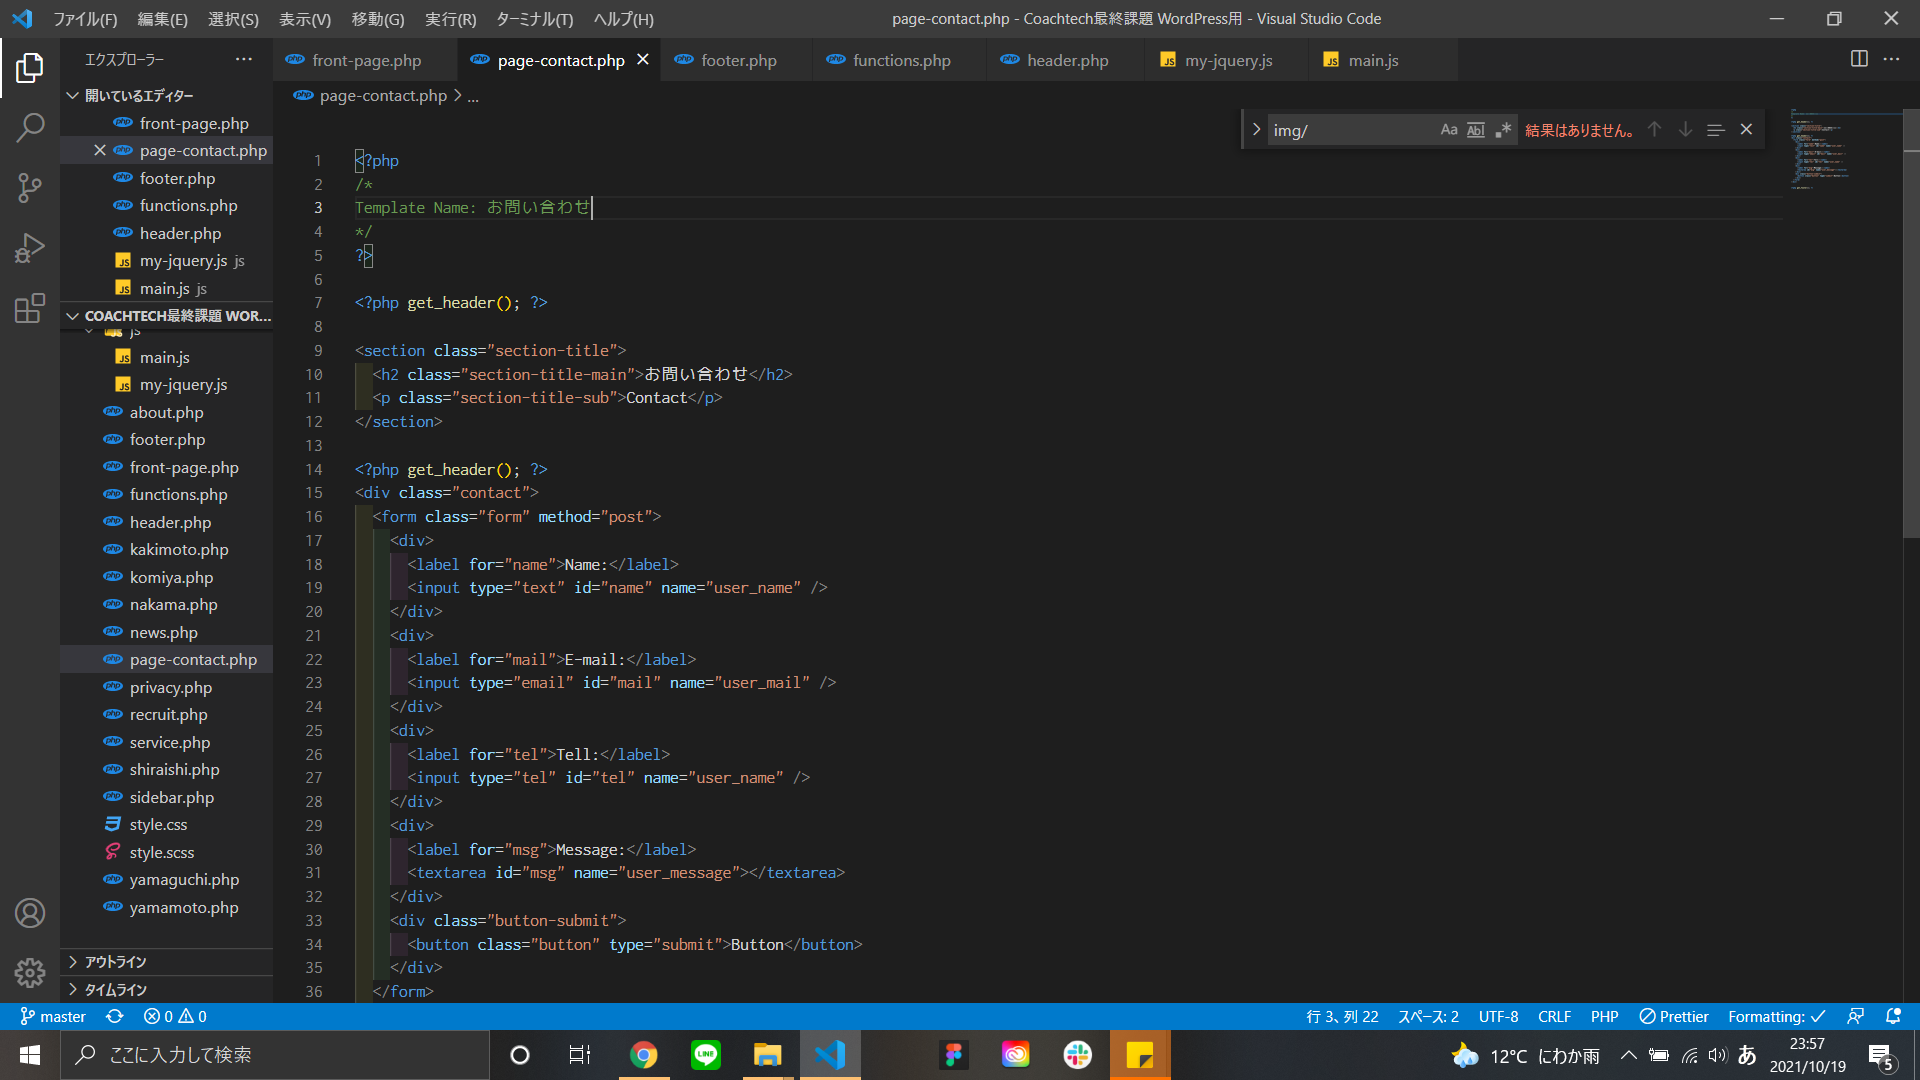 ファイル(F) 編集(E) 選択(S) 表示(V) 移動(G) 実行(R) ターミナル(T) ヘルプ(H) page-contact.php - Coachtech最終課題 WordPress用 - Visual Studio Code
エクスプローラー
front-page.php page-contact.php footer.php functions.php header.php my-jquery.js main.js
page-contact.php > ...
img/ Aa Abl 結果はありません。
開いているエディター
front-page.php
page-contact.php
footer.php
functions.php
header.php
my-jquery.js js
main.js js
COACHTECH最終課題 WOR...
js
main.js
my-jquery.js
about.php
footer.php
front-page.php
functions.php
header.php
kakimoto.php
komiya.php
nakama.php
news.php
page-contact.php
privacy.php
recruit.php
service.php
shiraishi.php
sidebar.php
style.css
style.scss
yamaguchi.php
yamamoto.php
アウトライン
タイムライン
1 <?php
2 /*
3 Template Name: お問い合わせ
4 */
5 ?>
6
7 <?php get_header(); ?>
8
9 <section class="section-title">
10 <h2 class="section-title-main">お問い合わせ</h2>
11 <p class="section-title-sub">Contact</p>
12 </section>
13
14 <?php get_header(); ?>
15 <div class="contact">
16 <form class="form" method="post">
17 <div>
18 <label for="name">Name:</label>
19 <input type="text" id="name" name="user_name" />
20 </div>
21 <div>
22 <label for="mail">E-mail:</label>
23 <input type="email" id="mail" name="user_mail" />
24 </div>
25 <div>
26 <label for="tel">Tell:</label>
27 <input type="tel" id="tel" name="user_name" />
28 </div>
29 <div>
30 <label for="msg">Message:</label>
31 <textarea id="msg" name="user_message"></textarea>
32 </div>
33 <div class="button-submit">
34 <button class="button" type="submit">Button</button>
35 </div>
36 </form>
master 0 0 行 3、列 22 スペース: 2 UTF-8 CRLF PHP Prettier Formatting: ✓
ここに入力して検索 LINE 12°C にわか雨 あ 23:57
2021/10/19 5